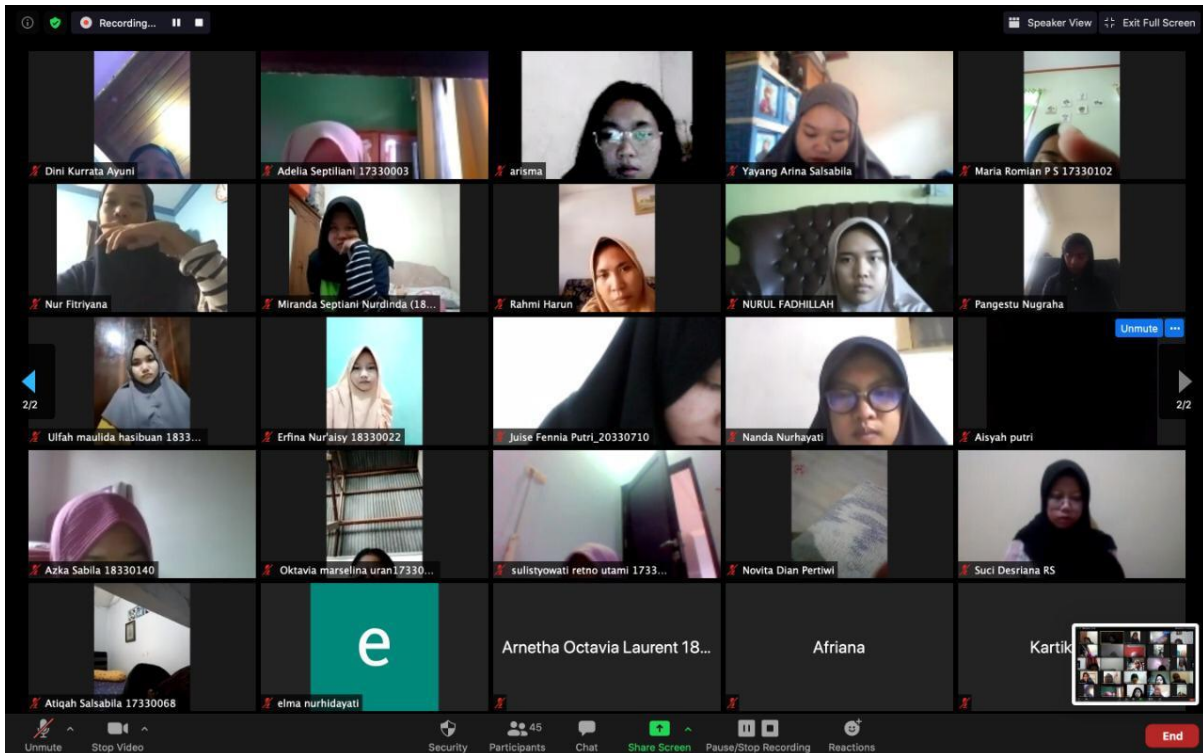 Recording...
Speaker View Exit Full Screen
Dini Kurrata Ayuni
Adelia Septiliani 17330003
arisma
Yayang Arina Salsabila
Maria Romian P S 17330102
Nur Fitriyana
Miranda Septiani Nurdinda (18...
Rahmi Harun
NURUL FADHILLAH
Pangestu Nugraha
Unmute
2/2
2/2
Ulfah maulida hasibuan 1833...
Erfina Nur'aisy 18330022
Juise Fennia Putri_20330710
Nanda Nurhayati
Aisyah putri
Azka Sabila 18330140
Oktavia marselina uran17330...
sulistyowati retno utami 1733...
Novita Dian Pertiwi
Suci Desriana RS
e
Arnetha Octavia Laurent 18...
Afriana
Kartik
Atiqah Salsabila 17330068
elma nurhidayati
Unmute
Stop Video
Security
Participants 45
Chat
Share Screen
Pause/Stop Recording
Reactions
End